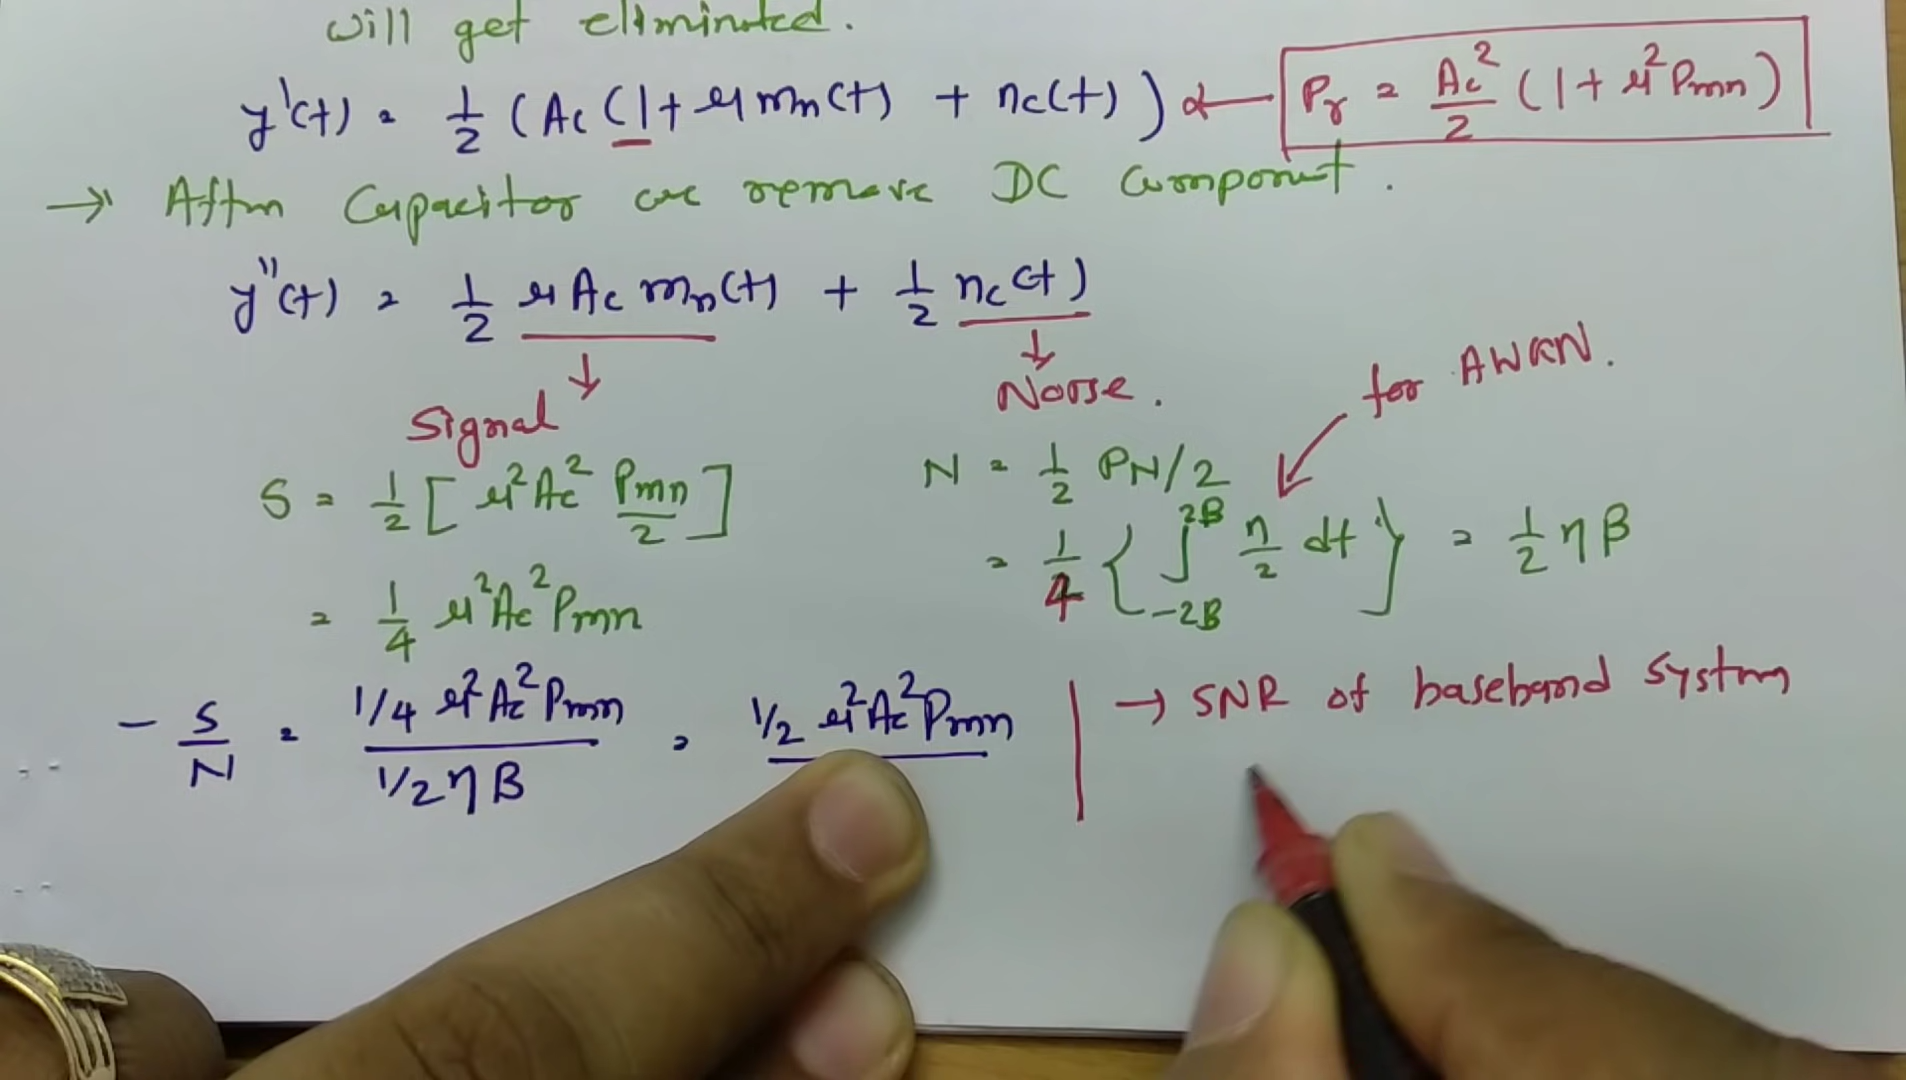 will get eliminated.
y'(t) = 1/2 (Ac (1 + μ mn(t) + nc(t)) ← Pr = Ac²/2 (1 + μ² Pmn)
→ After Capacitor we remove DC component.
y''(t) = 1/2 μ Ac mn(t) + 1/2 nc(t)
↓ Signal
↓ Noise.
for AWGN.
S = 1/2 [μ² Ac² Pmn/2]
N = 1/2 PN/2
= 1/4 { ∫_{-2B}^{2B} η/2 df } = 1/2 η B
= 1/4 μ² Ac² Pmn
- S/N = (1/4 μ² Ac² Pmn)/(1/2 η B) = 1/2 μ² Ac² Pmn
→ SNR of baseband system